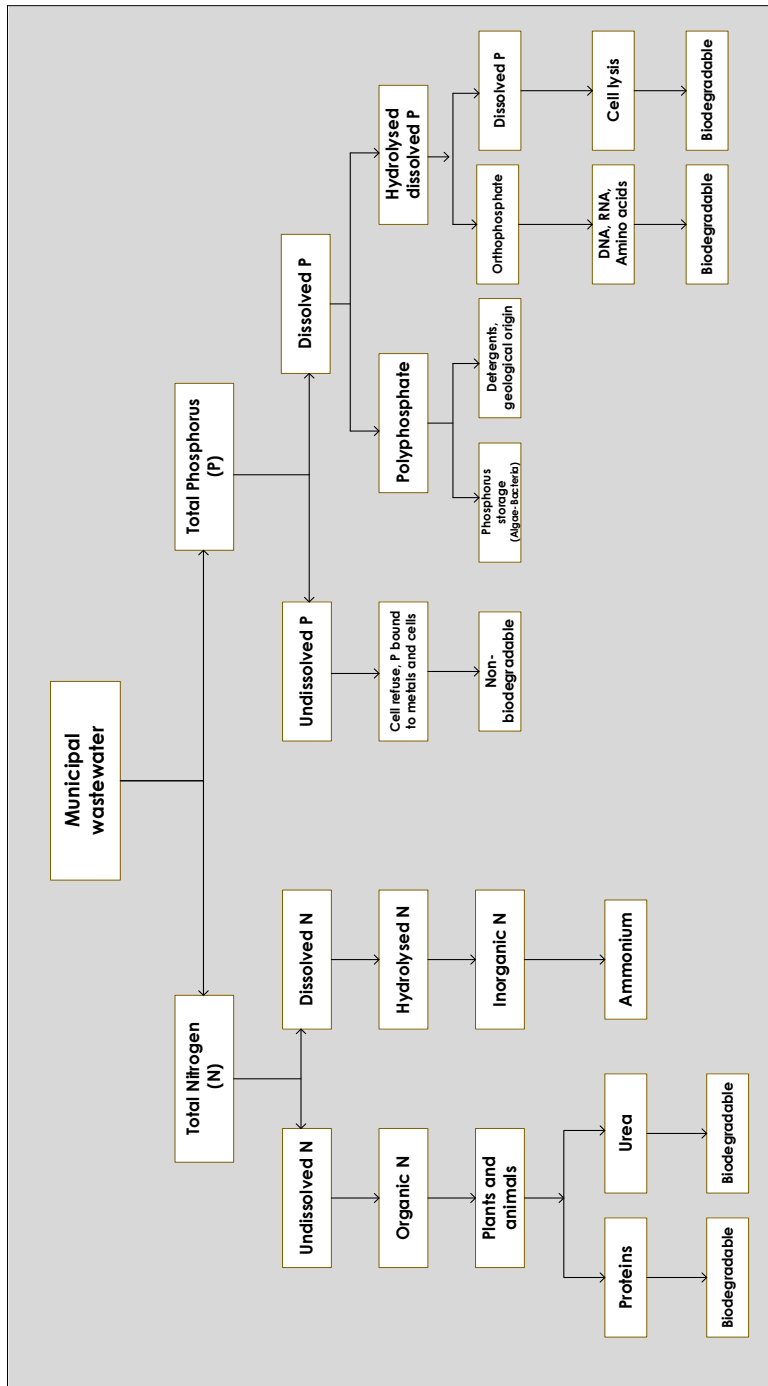 Municipal
wastewater
Total Nitrogen
(N)
Total Phosphorus
(P)
Undissolved N
Dissolved N
Undissolved P
Dissolved P
Organic N
Hydrolysed N
Cell refuse, P bound
to metals and cells
Polyphosphate
Hydrolysed
dissolved P
Plants and
animals
Inorganic N
Non-
biodegradable
Phosphorus
storage
(Algae-Bacteria)
Detergents,
geological origin
Orthophosphate
Dissolved P
Proteins
Urea
Ammonium
DNA, RNA,
Amino acids
Cell lysis
Biodegradable
Biodegradable
Biodegradable
Biodegradable